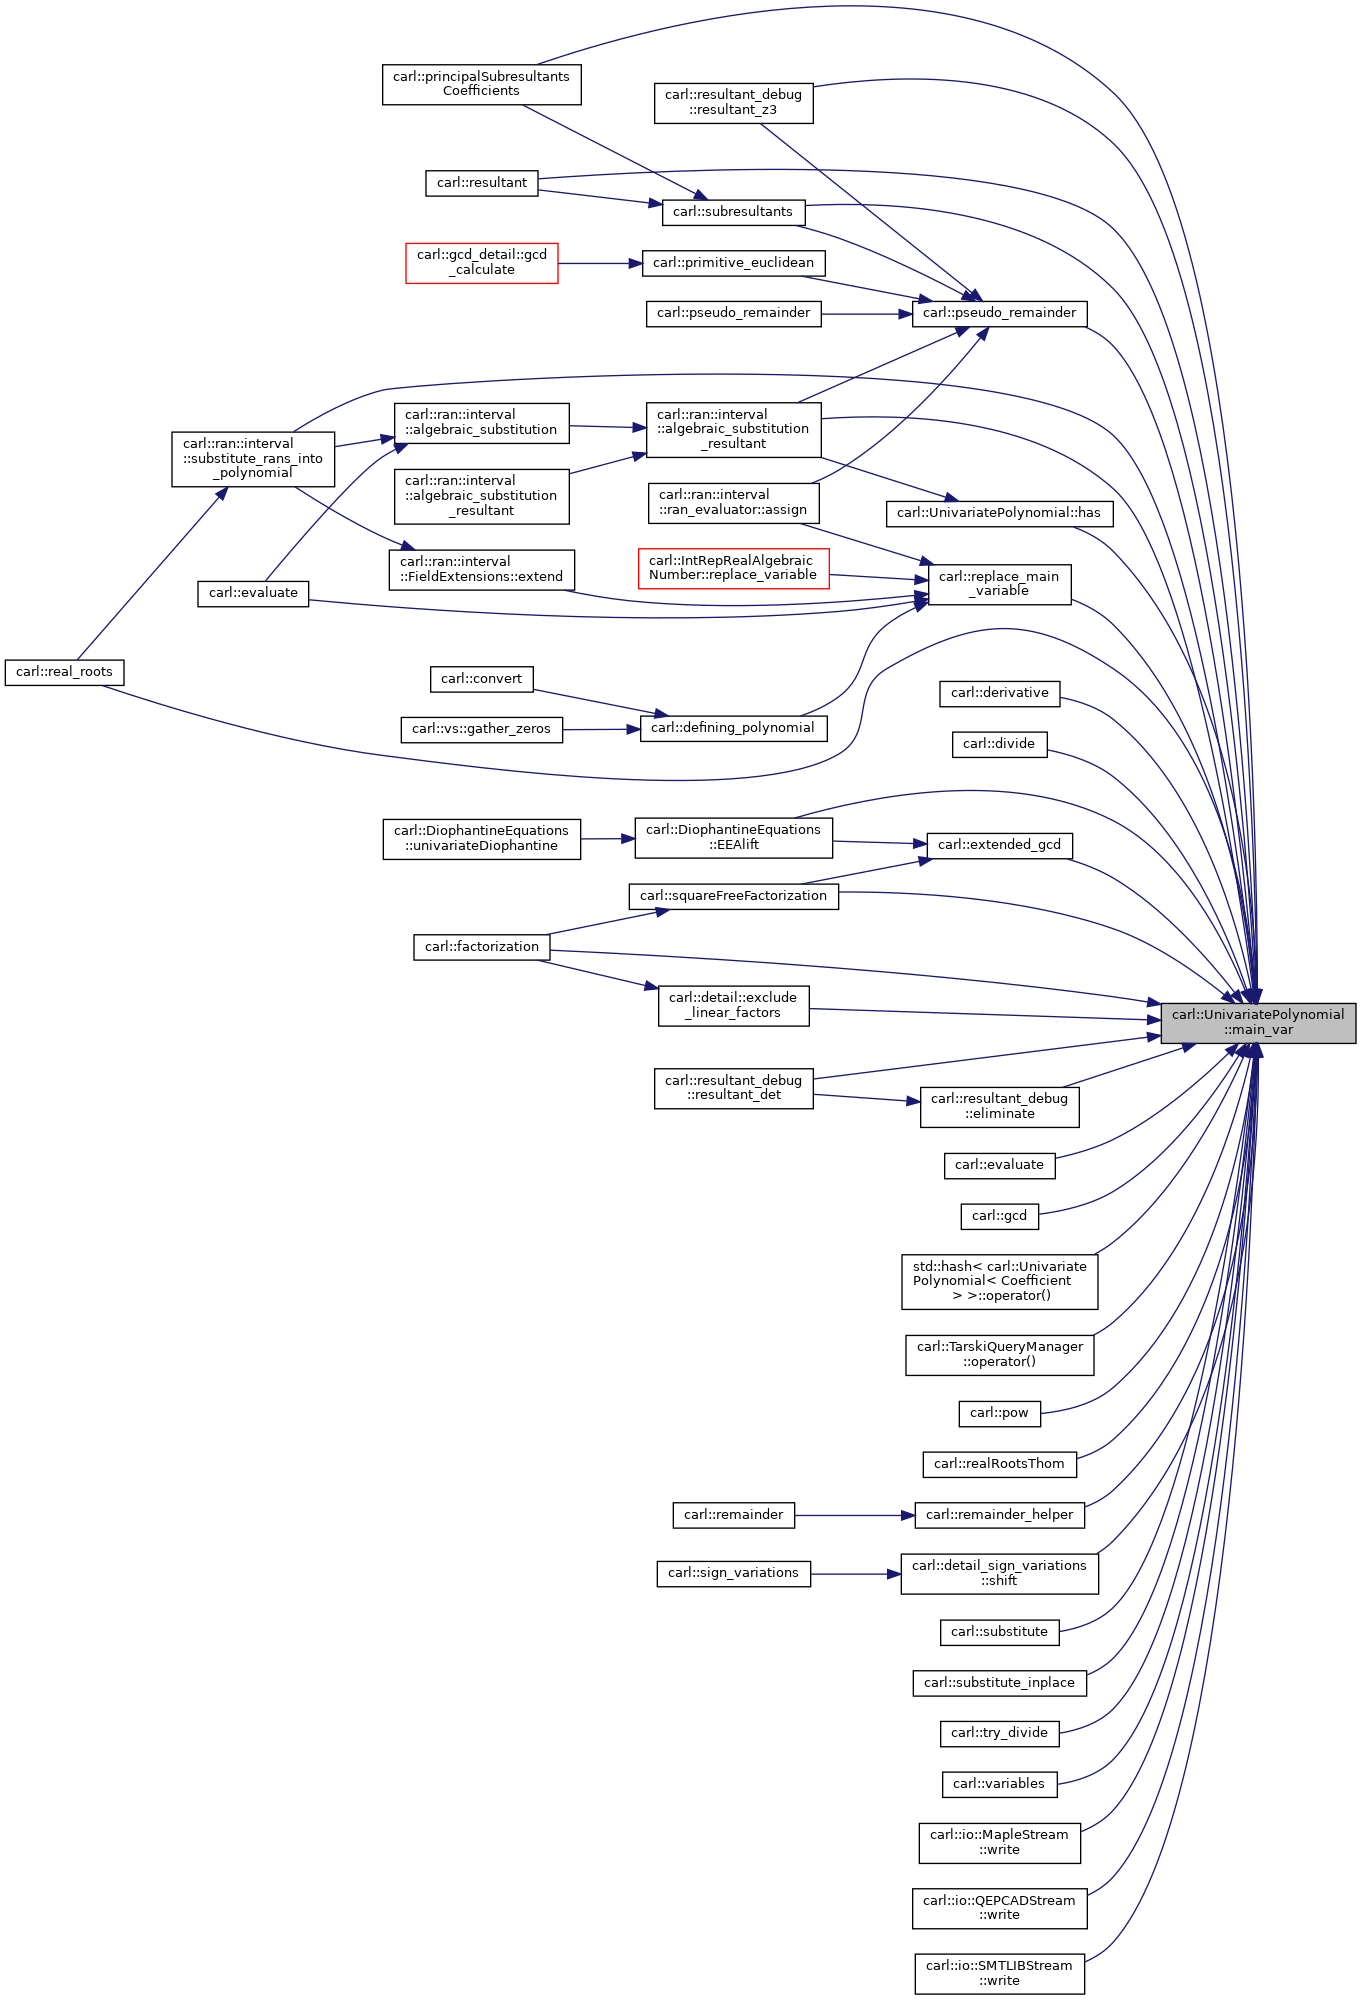 carl::principalSubresultants
Coefficients
carl::resultant_debug
::resultant_z3
carl::resultant
carl::subresultants
carl::gcd_detail::gcd
_calculate
carl::primitive_euclidean
carl::pseudo_remainder
carl::pseudo_remainder
carl::ran::interval
::substitute_rans_into
_polynomial
carl::ran::interval
::algebraic_substitution
carl::ran::interval
::algebraic_substitution
_resultant
carl::ran::interval
::algebraic_substitution
_resultant
carl::ran::interval
::ran_evaluator::assign
carl::UnivariatePolynomial::has
carl::ran::interval
::FieldExtensions::extend
carl::IntRepRealAlgebraic
Number::replace_variable
carl::replace_main
_variable
carl::evaluate
carl::real_roots
carl::convert
carl::vs::gather_zeros
carl::defining_polynomial
carl::derivative
carl::divide
carl::DiophantineEquations
::univariateDiophantine
carl::DiophantineEquations
::EEAlift
carl::extended_gcd
carl::squareFreeFactorization
carl::factorization
carl::detail::exclude
_linear_factors
carl::UnivariatePolynomial
::main_var
carl::resultant_debug
::resultant_det
carl::resultant_debug
::eliminate
carl::evaluate
carl::gcd
std::hash< carl::Univariate
Polynomial< Coefficient
> >::operator()
carl::TarskiQueryManager
::operator()
carl::pow
carl::realRootsThom
carl::remainder
carl::remainder_helper
carl::sign_variations
carl::detail_sign_variations
::shift
carl::substitute
carl::substitute_inplace
carl::try_divide
carl::variables
carl::io::MapleStream
::write
carl::io::QEPCADStream
::write
carl::io::SMTLIBStream
::write